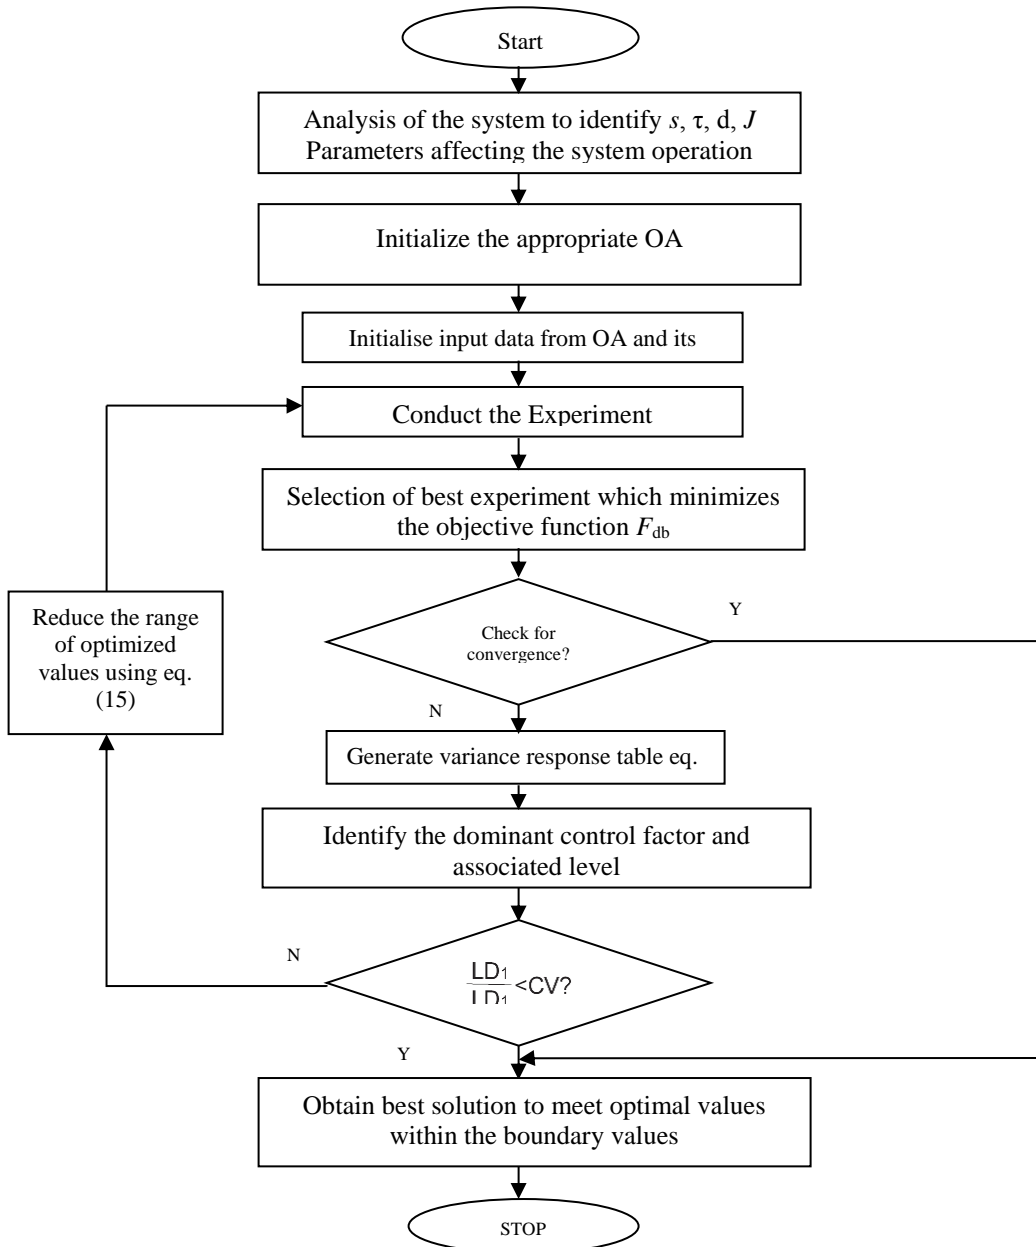 Start
Analysis of the system to identify s, τ, d, J
Parameters affecting the system operation
Initialize the appropriate OA
Initialise input data from OA and its
Conduct the Experiment
Selection of best experiment which minimizes
the objective function Fdb
Check for
convergence?
Y
N
Reduce the range
of optimized
values using eq.
(15)
Generate variance response table eq.
Identify the dominant control factor and
associated level
N
LD1
LD1
<CV?
Y
Obtain best solution to meet optimal values
within the boundary values
STOP